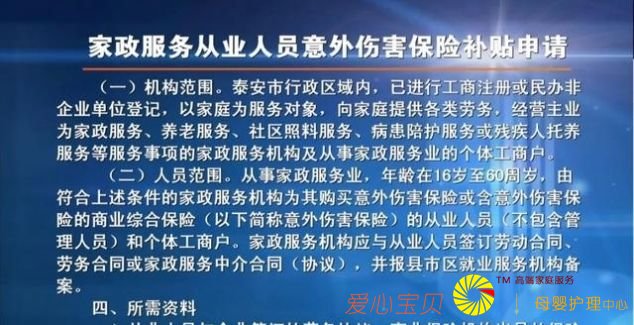 家政服务从业人员意外伤害保险补贴申请
（一）机构范围。泰安市行政区域内，已进行工商注册或民办非
企业单位登记，以家庭为服务对象，向家庭提供各类劳务，经营主业
为家政服务、养老服务、社区照料服务、病患陪护服务或残疾人托养
服务等服务事项的家政服务机构及从事家政服务业的个体工商户。
（二）人员范围。从事家政服务业，年龄在16岁至60周岁，由
符合上述条件的家政服务机构为其购买意外伤害保险或含意外伤害保
险的商业综合保险（以下简称意外伤害保险）的从业人员（不包含管
理人员）和个体工商户。家政服务机构应与从业人员签订劳动合同、
劳务合同或家政服务中介合同（协议），并报县市区就业服务机构备
案。
TM 高端家庭服务
爱心宝贝 母婴护理中心
四、所需资料